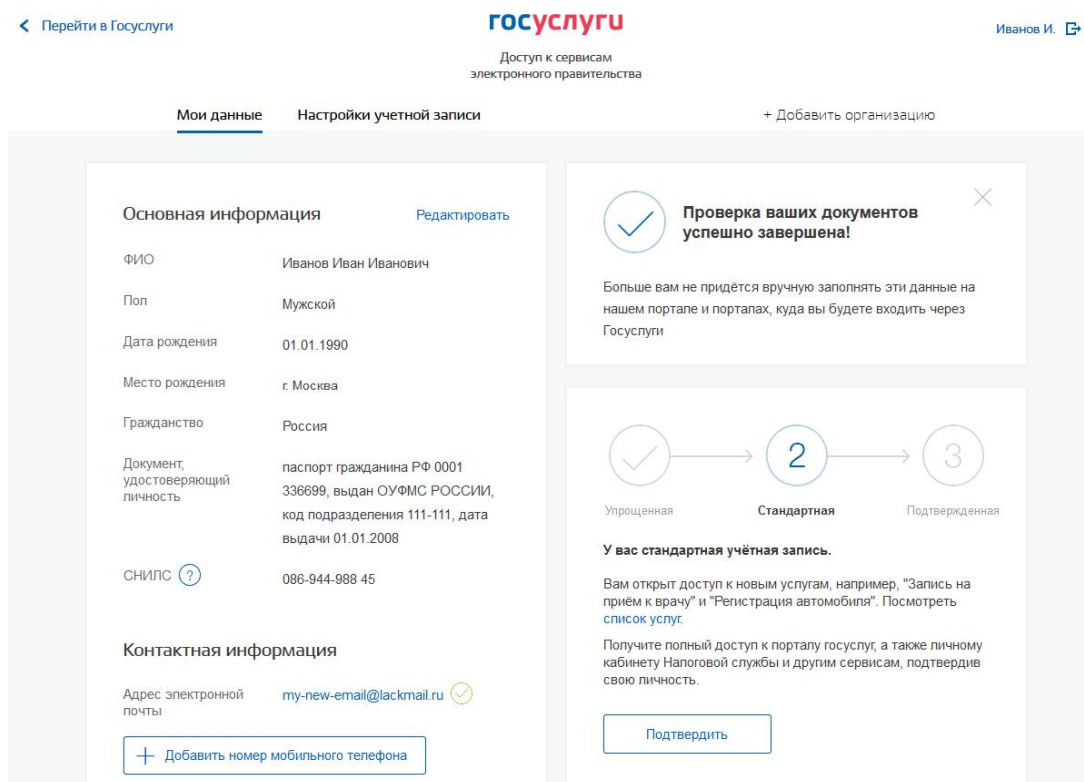 Перейти в Госуслуги
госуслуги
Иванов И.
Доступ к сервисам
электронного правительства
Мои данные
Настройки учетной записи
+ Добавить организацию
Основная информация
Редактировать
ФИО
Иванов Иван Иванович
Пол
Мужской
Дата рождения
01.01.1990
Место рождения
г. Москва
Гражданство
Россия
Документ,
удостоверяющий
личность
паспорт гражданина РФ 0001
336699, выдан ОУФМС РОССИИ,
код подразделения 111-111, дата
выдачи 01.01.2008
СНИЛС ?
086-944-988 45
Контактная информация
Адрес электронной
почты
my-new-email@lackmail.ru
+ Добавить номер мобильного телефона
Проверка ваших документов
успешно завершена!
Больше вам не придётся вручную заполнять эти данные на
нашем портале и порталах, куда вы будете входить через
Госуслуги
2
3
Упрощенная
Стандартная
Подтвержденная
У вас стандартная учётная запись.
Вам открыт доступ к новым услугам, например, "Запись на
приём к врачу" и "Регистрация автомобиля". Посмотреть
список услуг.
Получите полный доступ к порталу госуслуг, а также личному
кабинету Налоговой службы и другим сервисам, подтвердив
свою личность.
Подтвердить